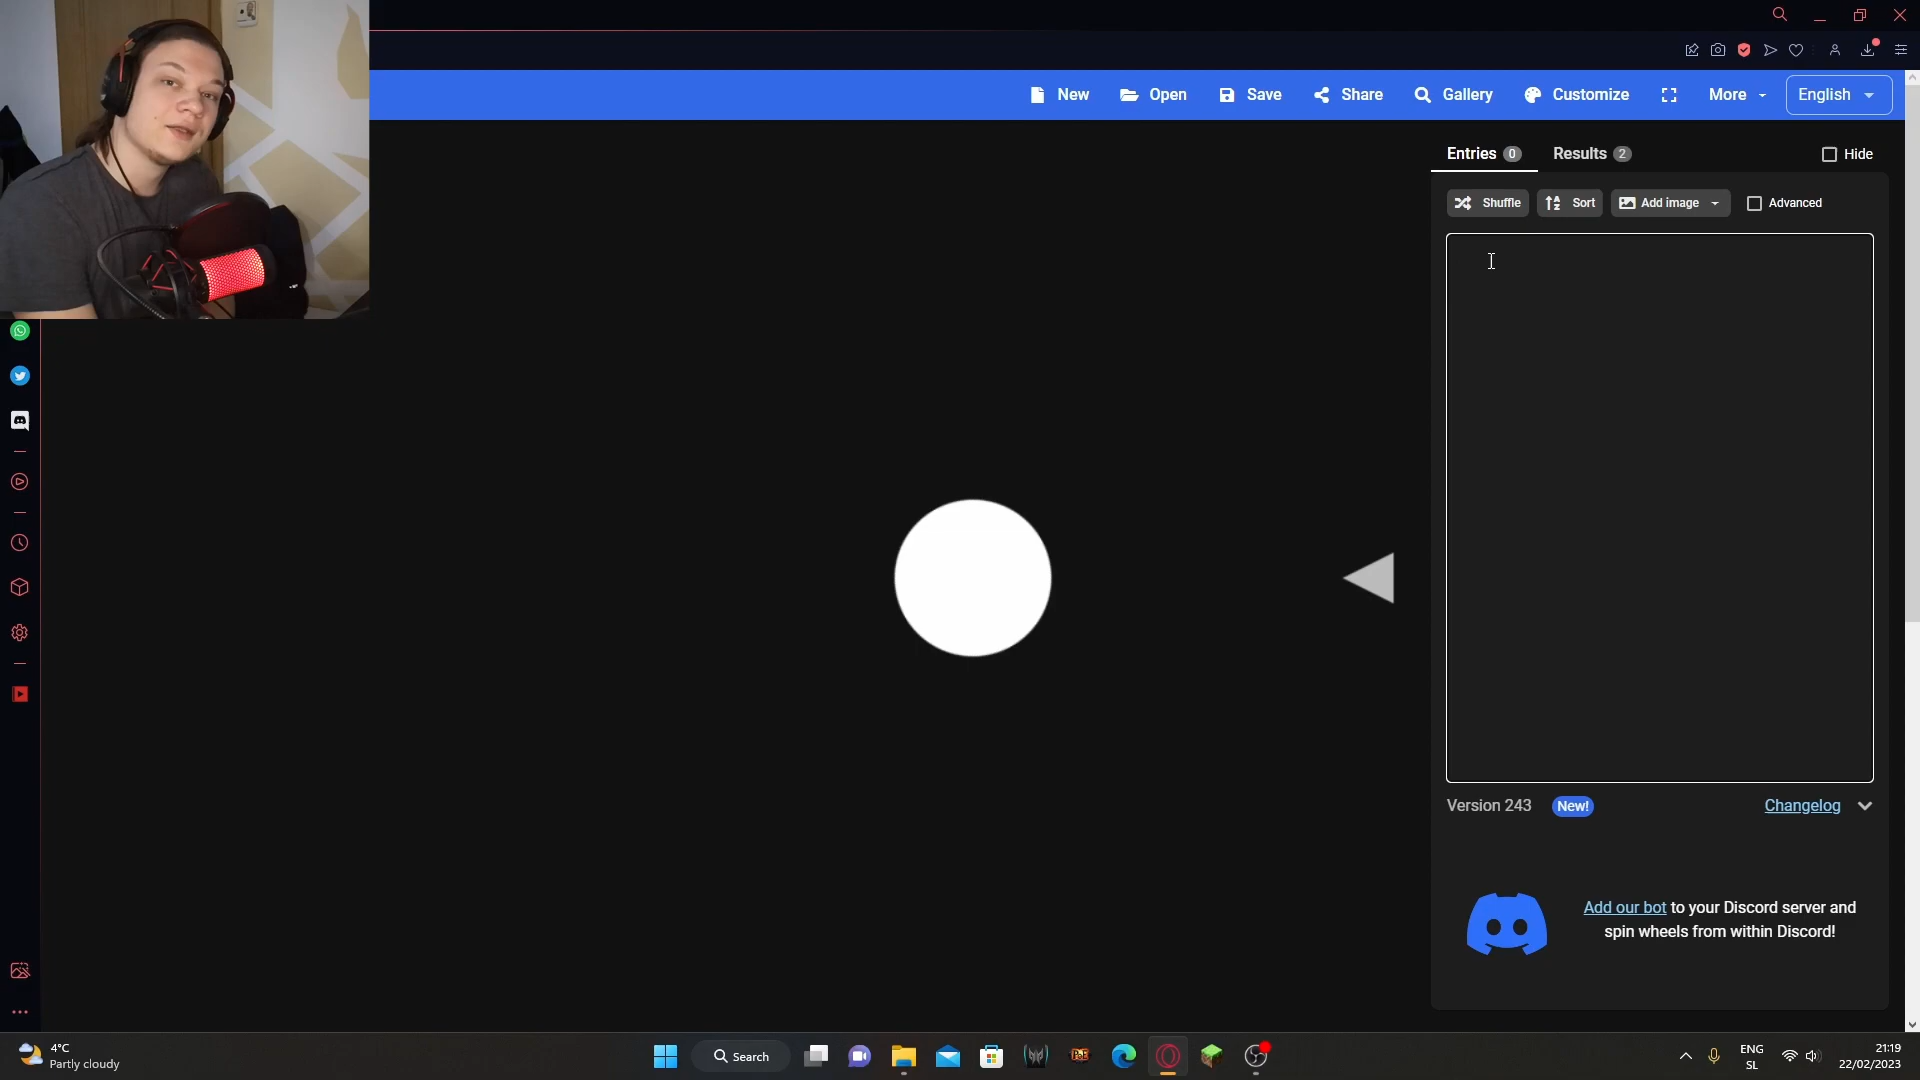 New
Open
Save
Share
Gallery
Customize
More
English
Entries 0
Results 2
Hide
Shuffle
Sort
Add image
Advanced
Version 243
New!
Changelog
Add our bot to your Discord server and
spin wheels from within Discord!
4°C
Partly cloudy
Search
ENG
SL
21:19
22/02/2023